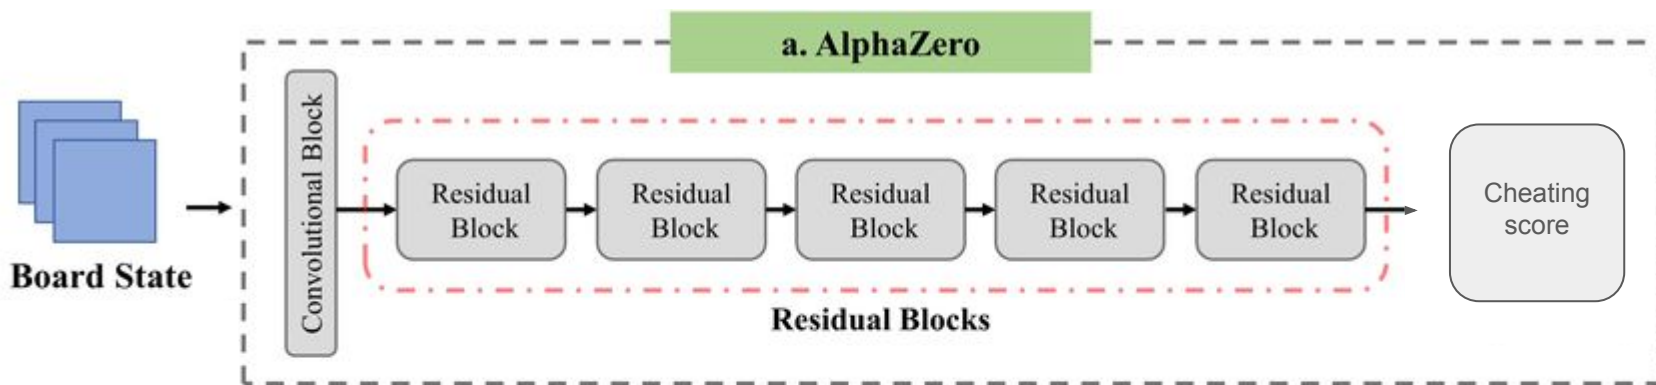 a. AlphaZero
Board State
Convolutional Block
Residual
Block
Residual
Block
Residual
Block
Residual
Block
Residual
Block
Residual Blocks
Cheating
score